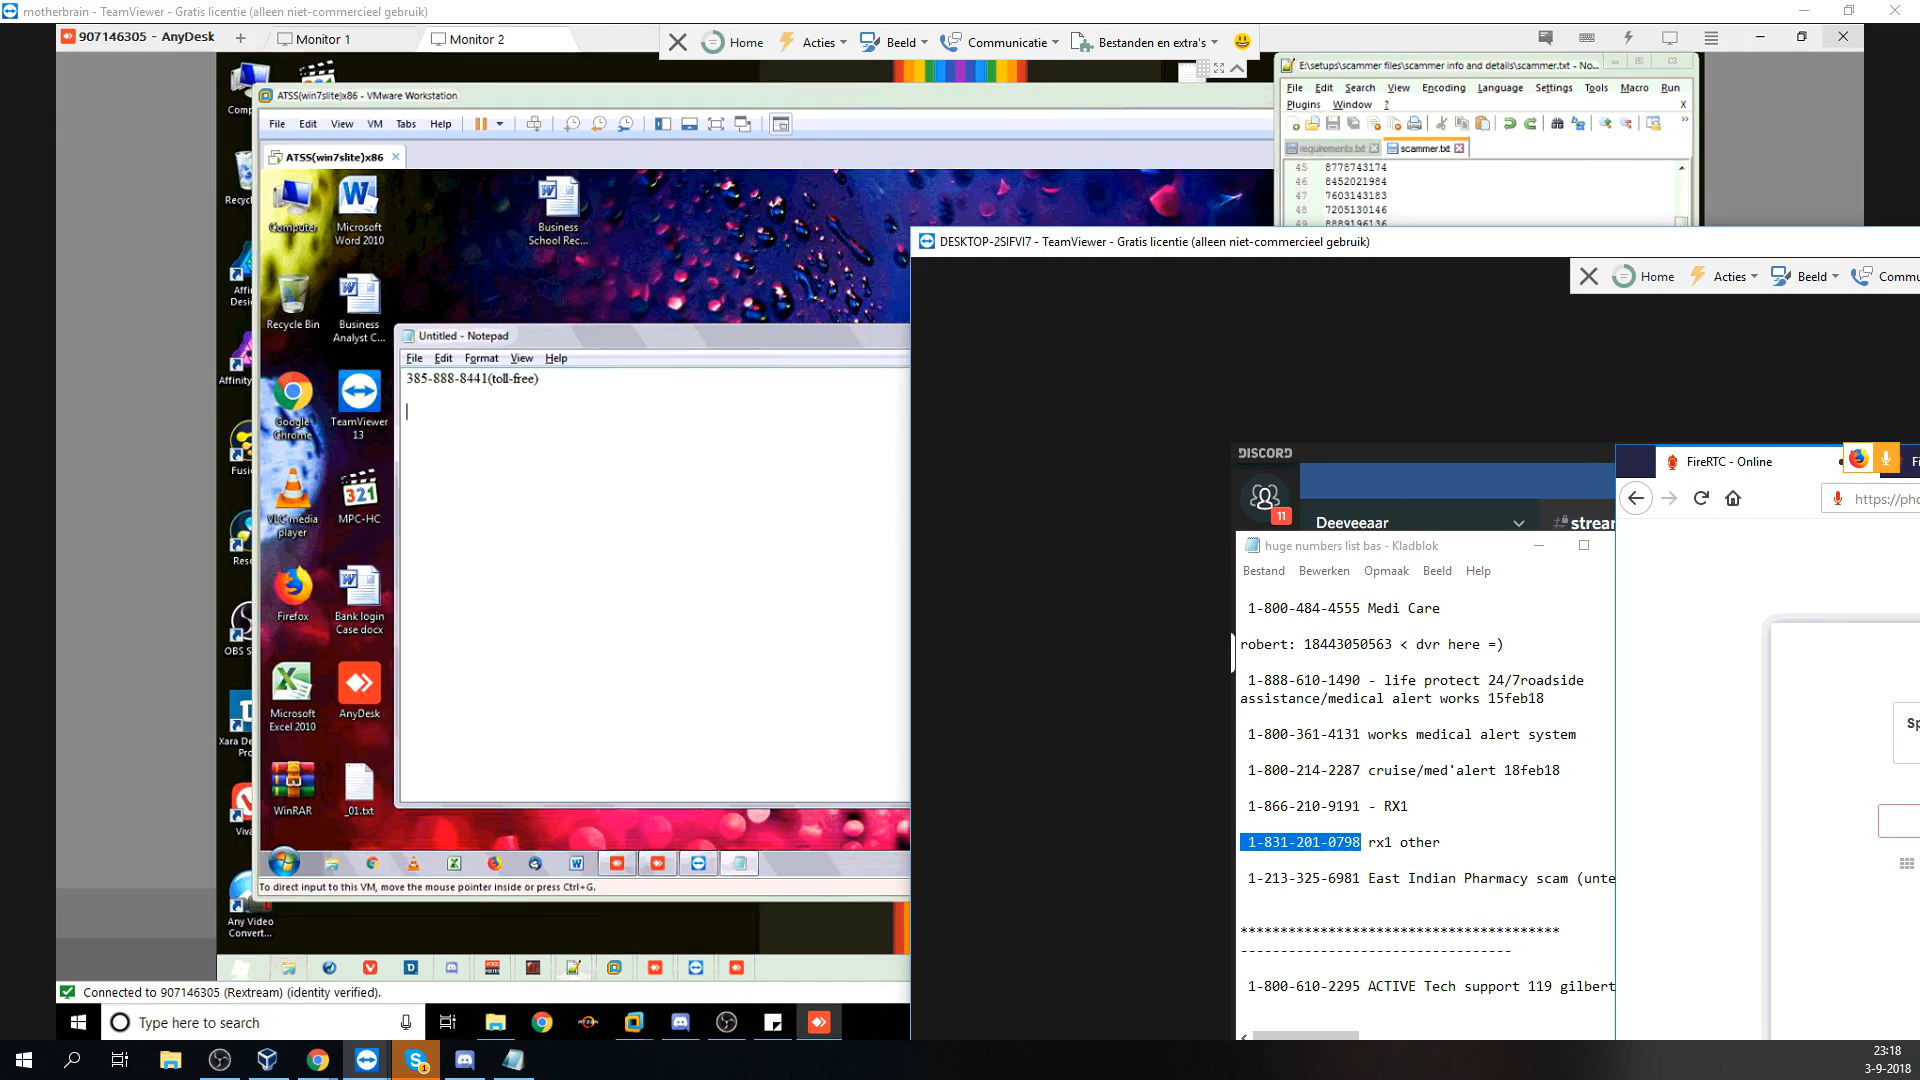 motherbrain - TeamViewer - Gratis licentie (alleen niet-commercieel gebruik)
907146305 - AnyDesk
Monitor 1
Monitor 2
Home
Acties
Beeld
Communicatie
Bestanden en extra's
ATSS(win7slite)x86 - VMware Workstation
File Edit View VM Tabs Help
ATSS(win7slite)x86
E:\setups\scammer files\scammer info and details\scammer.txt - No...
File Edit Search View Encoding Language Settings Tools Macro Run
Plugins Window ?
requirements.txt
scammer.txt
45 8778743174
46 8452021984
47 7603143183
48 7205130146
49 8889196136
Computer
Microsoft Word 2010
Business School Rec...
Recycle Bin
Business Analyst C...
Google Chrome
TeamViewer 13
VLC media player
MPC-HC
Firefox
Bank login Case docx
Microsoft Excel 2010
AnyDesk
WinRAR
_01.txt
Untitled - Notepad
File Edit Format View Help
385-888-8441(toll-free)
To direct input to this VM, move the mouse pointer inside or press Ctrl+G.
Any Video Convert...
Connected to 907146305 (Rextream) (identity verified).
Type here to search
DESKTOP-2SIFVI7 - TeamViewer - Gratis licentie (alleen niet-commercieel gebruik)
Home
Acties
Beeld
Commu
DISCORD
11
Deeveeaar
strear
FireRTC - Online
https://pho
huge numbers list bas - Kladblok
Bestand Bewerken Opmaak Beeld Help
1-800-484-4555 Medi Care
robert: 18443050563 < dvr here =)
1-888-610-1490 - life protect 24/7roadside
assistance/medical alert works 15feb18
1-800-361-4131 works medical alert system
1-800-214-2287 cruise/med'alert 18feb18
1-866-210-9191 - RX1
1-831-201-0798 rx1 other
1-213-325-6981 East Indian Pharmacy scam (unte
****************************************
----------------------------------
1-800-610-2295 ACTIVE Tech support 119 gilbert
Sp
23:18
3-9-2018